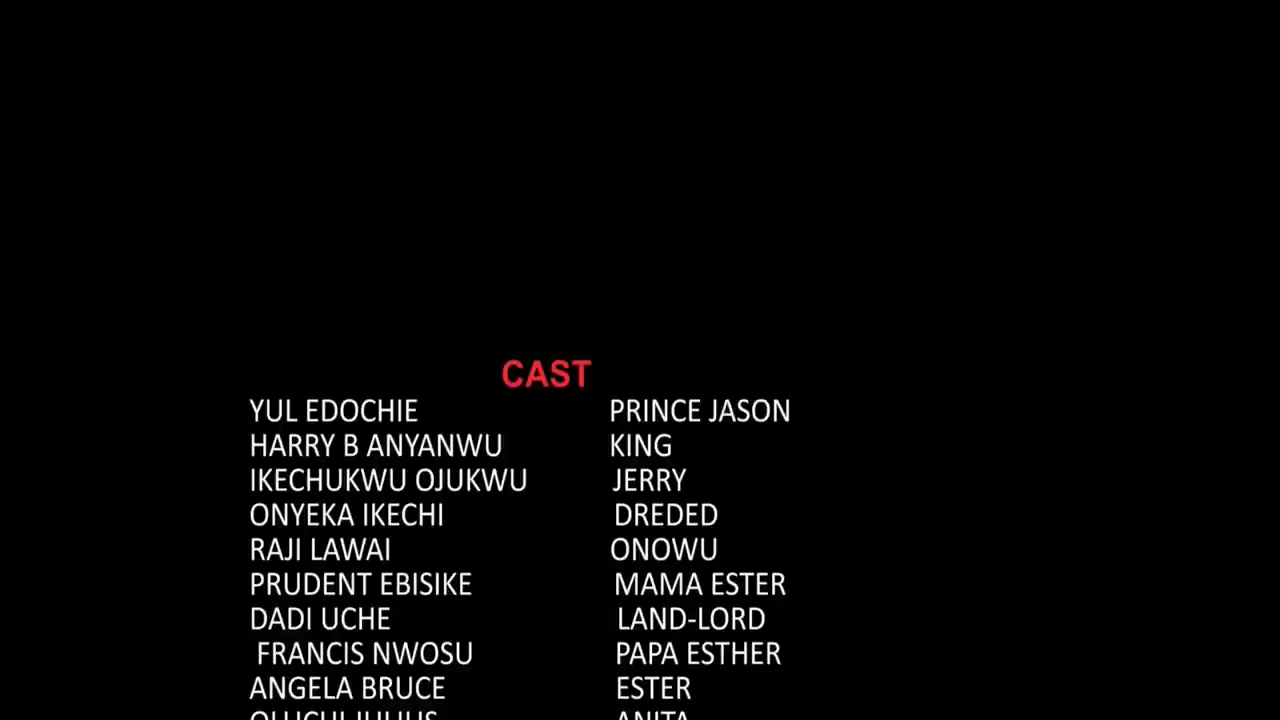 CAST
YUL EDOCHIE PRINCE JASON
HARRY B ANYANWU KING
IKECHUKWU OJUKWU JERRY
ONYEKA IKECHI DREDED
RAJI LAWAI ONOWU
PRUDENT EBISIKE MAMA ESTER
DADI UCHE LAND-LORD
FRANCIS NWOSU PAPA ESTHER
ANGELA BRUCE ESTER
ANITA